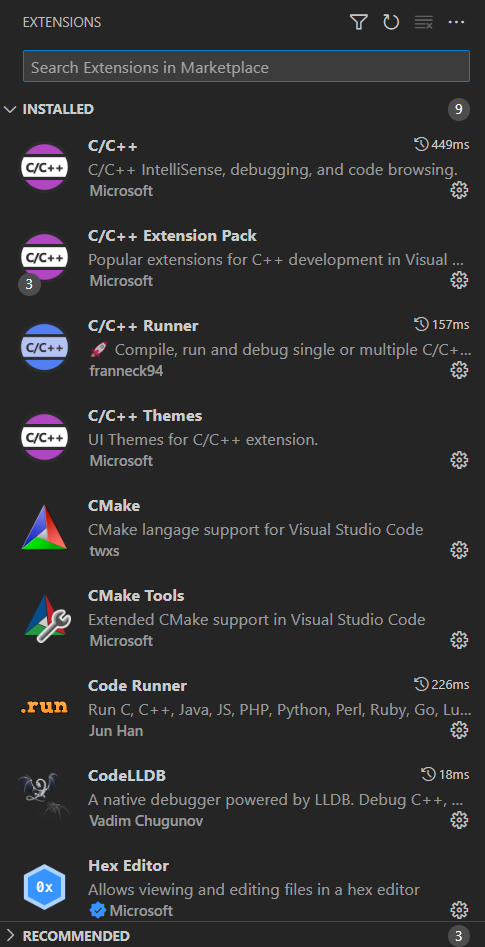 EXTENSIONS
Search Extensions in Marketplace
INSTALLED 9
C/C++ 449ms
C/C++ C/C++ IntelliSense, debugging, and code browsing.
Microsoft
C/C++ Extension Pack
C/C++ Popular extensions for C++ development in Visual ...
3 Microsoft
C/C++ Runner 157ms
C/C++ 🚀 Compile, run and debug single or multiple C/C+...
franneck94
C/C++ Themes
C/C++ UI Themes for C/C++ extension.
Microsoft
CMake
CMake langage support for Visual Studio Code
twxs
CMake Tools
Extended CMake support in Visual Studio Code
Microsoft
Code Runner 226ms
.run Run C, C++, Java, JS, PHP, Python, Perl, Ruby, Go, Lu...
Jun Han
CodeLLDB 18ms
A native debugger powered by LLDB. Debug C++, ...
Vadim Chugunov
Hex Editor
0x Allows viewing and editing files in a hex editor
Microsoft
RECOMMENDED 3